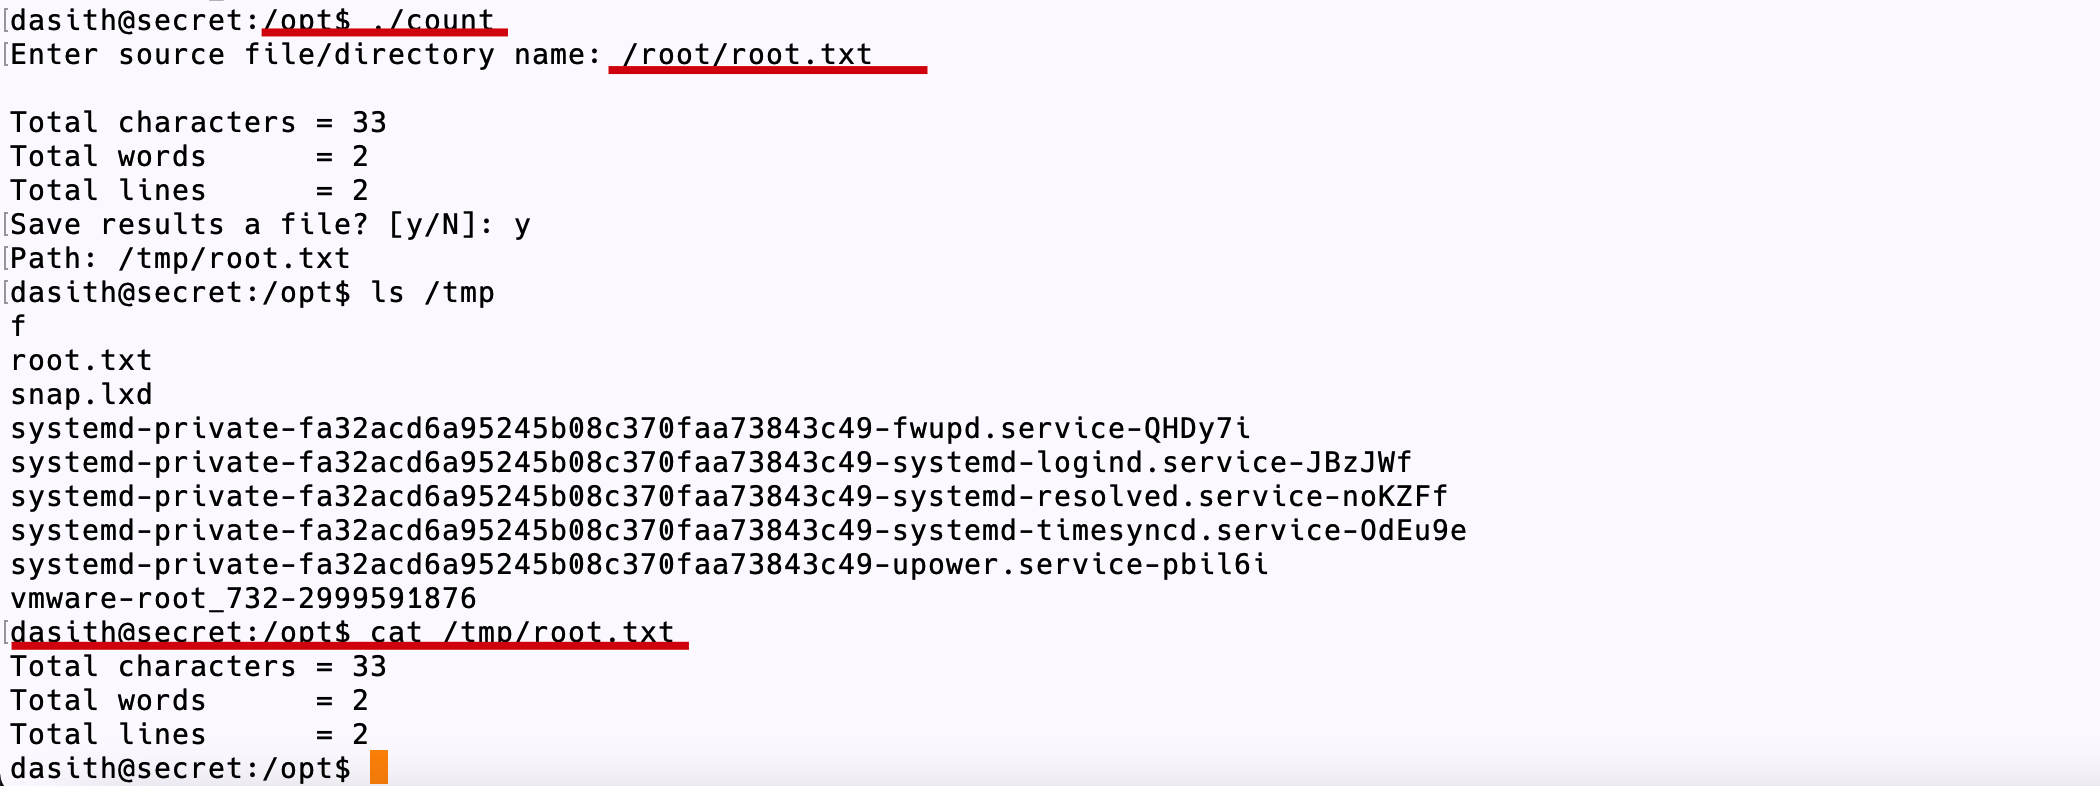 [dasith@secret:/opt$ ./count
[Enter source file/directory name: /root/root.txt
Total characters = 33
Total words      = 2
Total lines      = 2
[Save results a file? [y/N]: y
[Path: /tmp/root.txt
[dasith@secret:/opt$ ls /tmp
f
root.txt
snap.lxd
systemd-private-fa32acd6a95245b08c370faa73843c49-fwupd.service-QHDy7i
systemd-private-fa32acd6a95245b08c370faa73843c49-systemd-logind.service-JBzJWf
systemd-private-fa32acd6a95245b08c370faa73843c49-systemd-resolved.service-noKZFf
systemd-private-fa32acd6a95245b08c370faa73843c49-systemd-timesyncd.service-OdEu9e
systemd-private-fa32acd6a95245b08c370faa73843c49-upower.service-pbil6i
vmware-root_732-2999591876
[dasith@secret:/opt$ cat /tmp/root.txt
Total characters = 33
Total words      = 2
Total lines      = 2
dasith@secret:/opt$